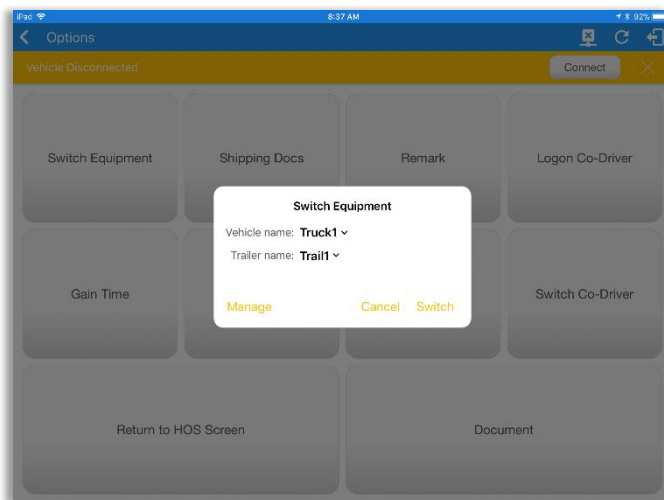 iPad 8:37 AM 92%
Options
Vehicle Disconnected Connect
Switch Equipment Shipping Docs Remark Logon Co-Driver
Switch Equipment
Vehicle name: Truck1
Trailer name: Trail1
Gain Time Switch Co-Driver
Manage Cancel Switch
Return to HOS Screen Document